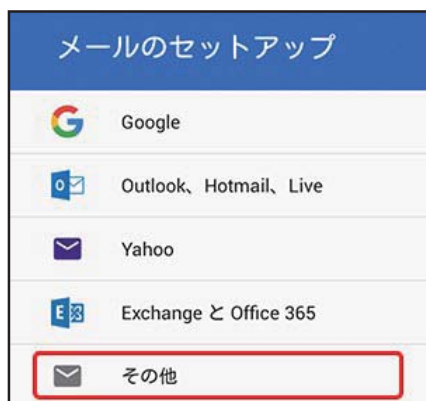 メールのセットアップ
Google
Outlook、Hotmail、Live
Yahoo
Exchange と Office 365
その他